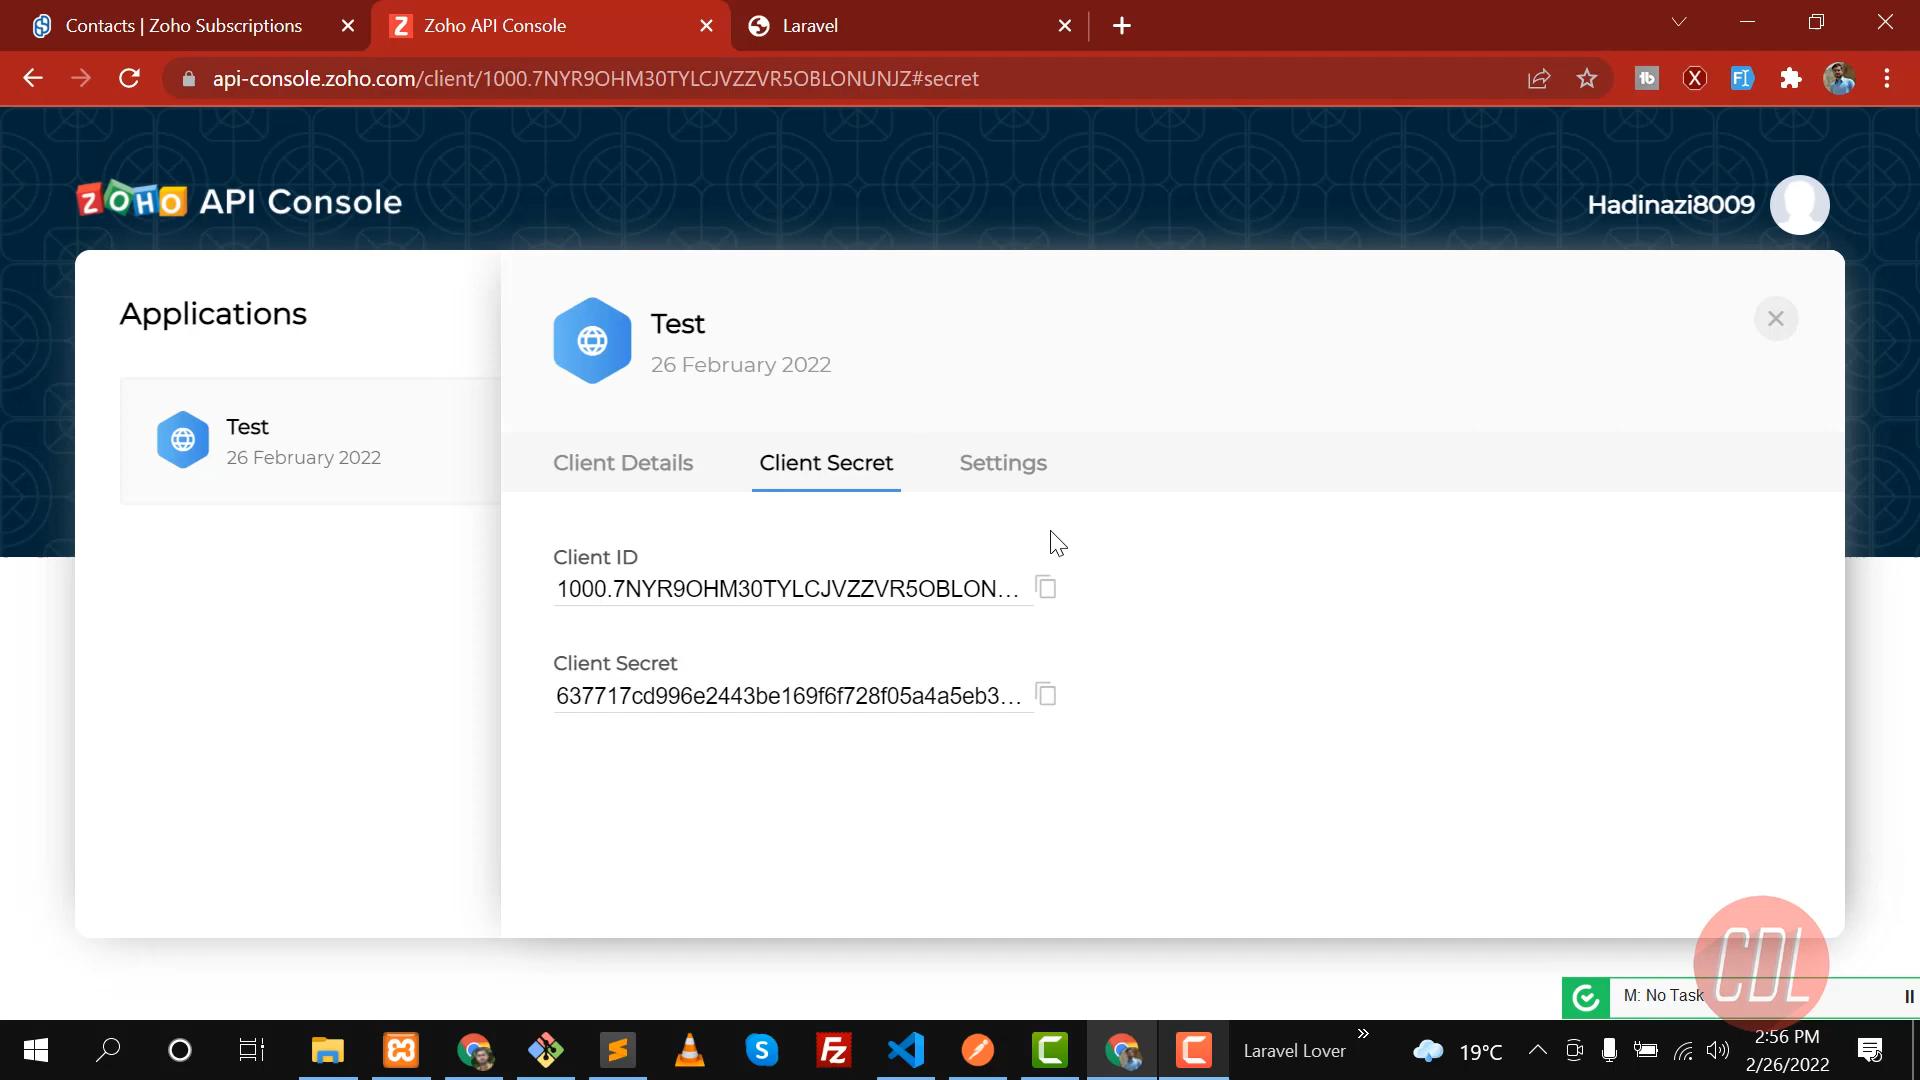 Contacts | Zoho Subscriptions
Zoho API Console
Laravel
api-console.zoho.com/client/1000.7NYR9OHM30TYLCJVZZVR5OBLONUNJZ#secret
ZOHO API Console
Hadinazi8009
Applications
Test
26 February 2022
Test
26 February 2022
Client Details
Client Secret
Settings
Client ID
1000.7NYR9OHM30TYLCJVZZVR5OBLON...
Client Secret
637717cd996e2443be169f6f728f05a4a5eb3...
CDL
M: No Task
Laravel Lover
19°C
2:56 PM
2/26/2022